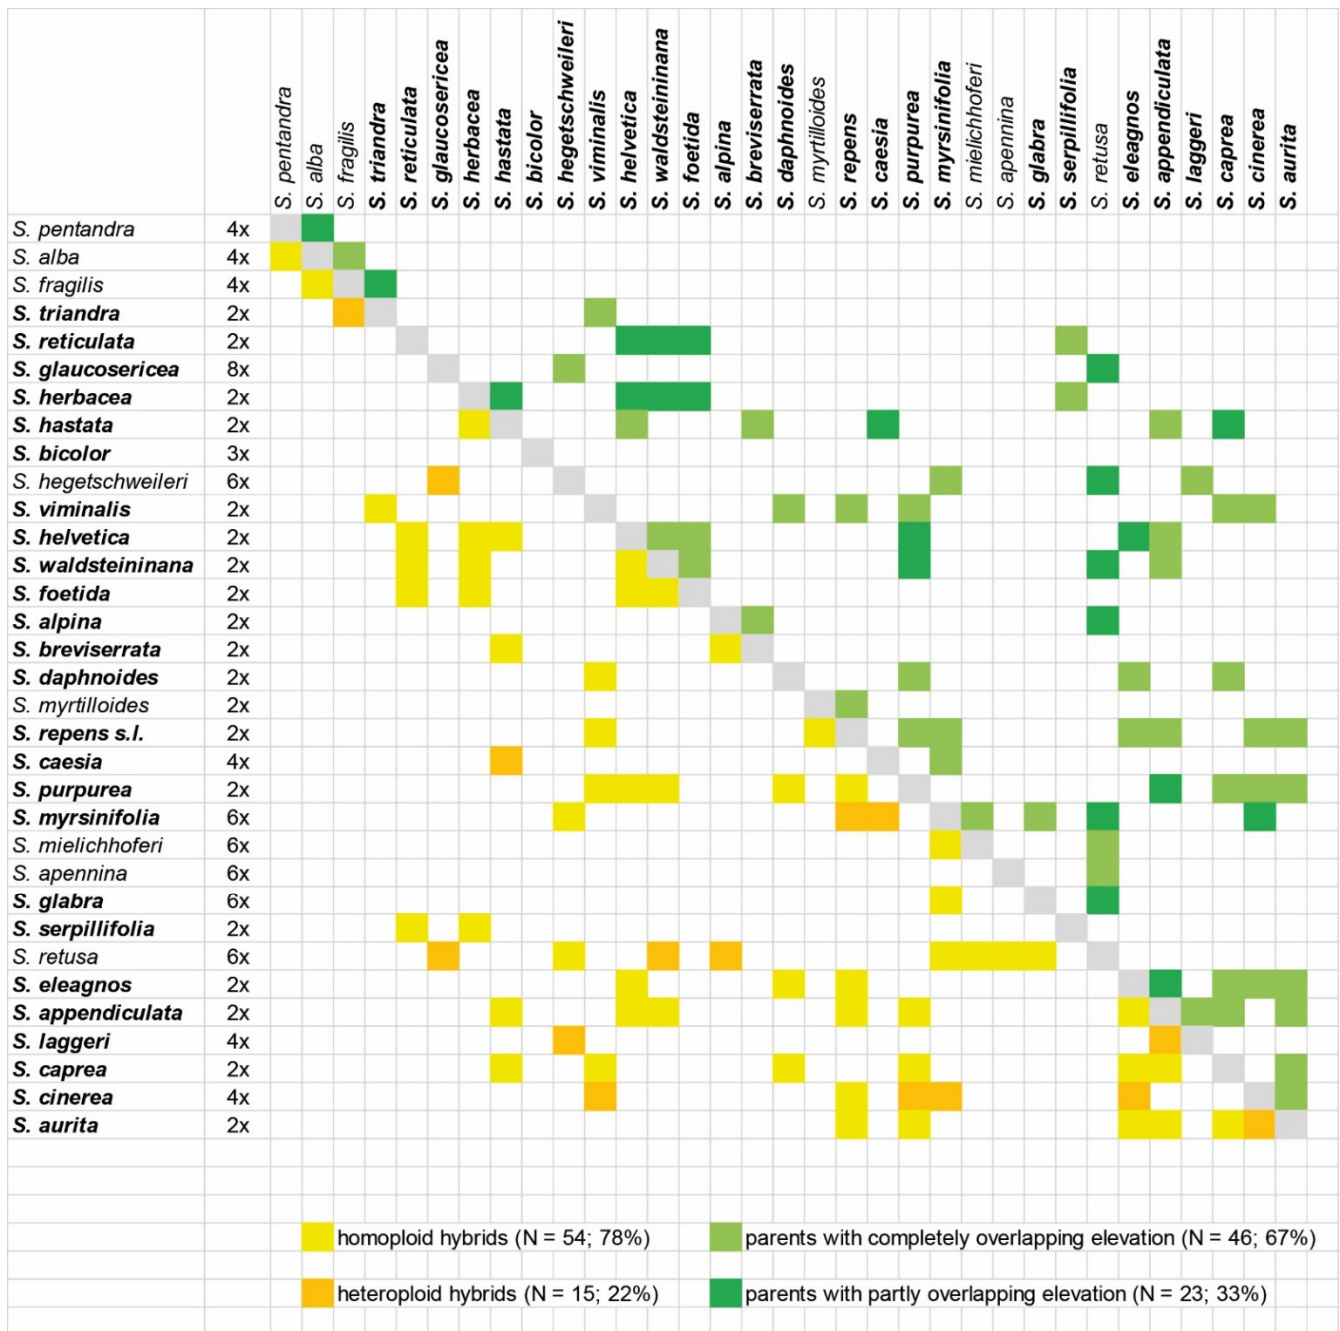 S. pentandra
S. alba
S. fragilis
S. triandra
S. reticulata
S. glaucosericea
S. herbacea
S. hastata
S. bicolor
S. hegetschweileri
S. viminalis
S. helvetica
S. waldsteininana
S. foetida
S. alpina
S. breviserrata
S. daphnoides
S. myrtilloides
S. repens
S. caesia
S. purpurea
S. myrsinifolia
S. mielichhoferi
S. apennina
S. glabra
S. serpillifolia
S. retusa
S. eleagnos
S. appendiculata
S. laggeri
S. caprea
S. cinerea
S. aurita
S. pentandra 4x
S. alba 4x
S. fragilis 4x
S. triandra 2x
S. reticulata 2x
S. glaucosericea 8x
S. herbacea 2x
S. hastata 2x
S. bicolor 3x
S. hegetschweileri 6x
S. viminalis 2x
S. helvetica 2x
S. waldsteininana 2x
S. foetida 2x
S. alpina 2x
S. breviserrata 2x
S. daphnoides 2x
S. myrtilloides 2x
S. repens s.l. 2x
S. caesia 4x
S. purpurea 2x
S. myrsinifolia 6x
S. mielichhoferi 6x
S. apennina 6x
S. glabra 6x
S. serpillifolia 2x
S. retusa 6x
S. eleagnos 2x
S. appendiculata 2x
S. laggeri 4x
S. caprea 2x
S. cinerea 4x
S. aurita 2x
homoploid hybrids (N = 54; 78%) parents with completely overlapping elevation (N = 46; 67%)
heteroploid hybrids (N = 15; 22%) parents with partly overlapping elevation (N = 23; 33%)